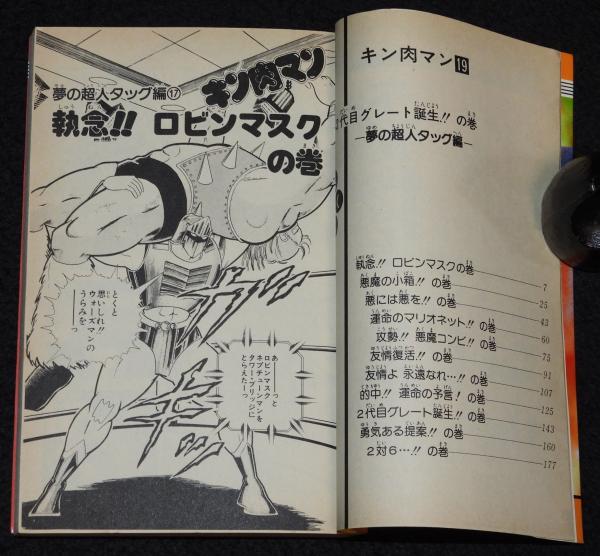 キン肉マン19
2代目グレート誕生!!の巻
―夢の超人タッグ編―
執念!! ロビンマスクの巻 7
悪魔の小箱!! の巻 25
悪には悪を!! の巻 43
運命のマリオネット!! の巻 60
攻勢!! 悪魔コンビ!! の巻 75
友情復活!! の巻 91
友情よ 永遠なれ…!! の巻 107
的中!! 運命の予言! の巻 125
2代目グレート誕生!! の巻 143
勇気ある提案!! の巻 160
2対6…!! の巻 177
キン肉マン
夢の超人タッグ編⑰
執念!! ロビンマスク
の巻
あーっと
ロビンマスク
ネプチューンマンを
タワーブリッジに
とらえたーっ
とくと
思いしれ!!
ウォーズマンの
うらみを~っ
ガッ
ギッ